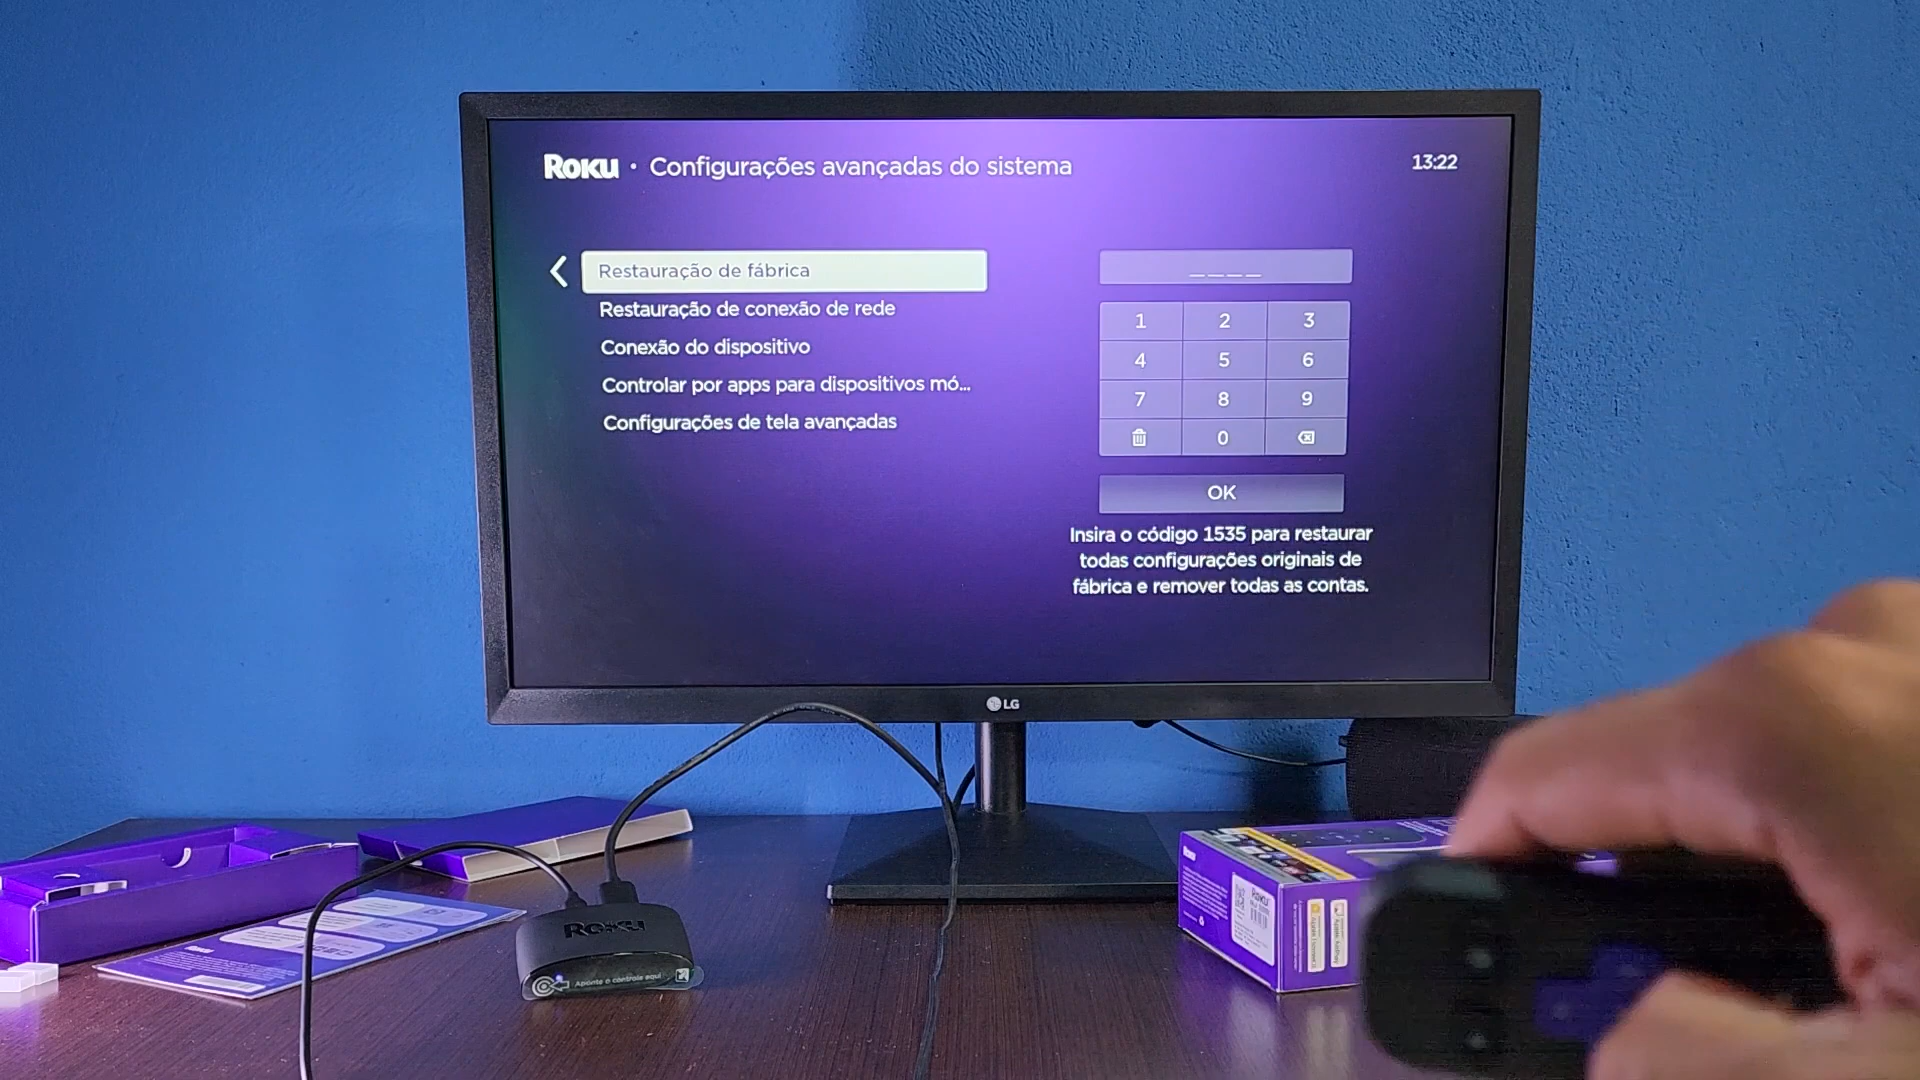 Roku • Configurações avançadas do sistema
13:22
Restauração de fábrica
Restauração de conexão de rede
Conexão do dispositivo
Controlar por apps para dispositivos mó...
Configurações de tela avançadas
_ _ _ _
1 2 3
4 5 6
7 8 9
0
OK
Insira o código 1535 para restaurar
todas configurações originais de
fábrica e remover todas as contas.
LG
Roku
Aponte o controle aqui
Roku
Roku